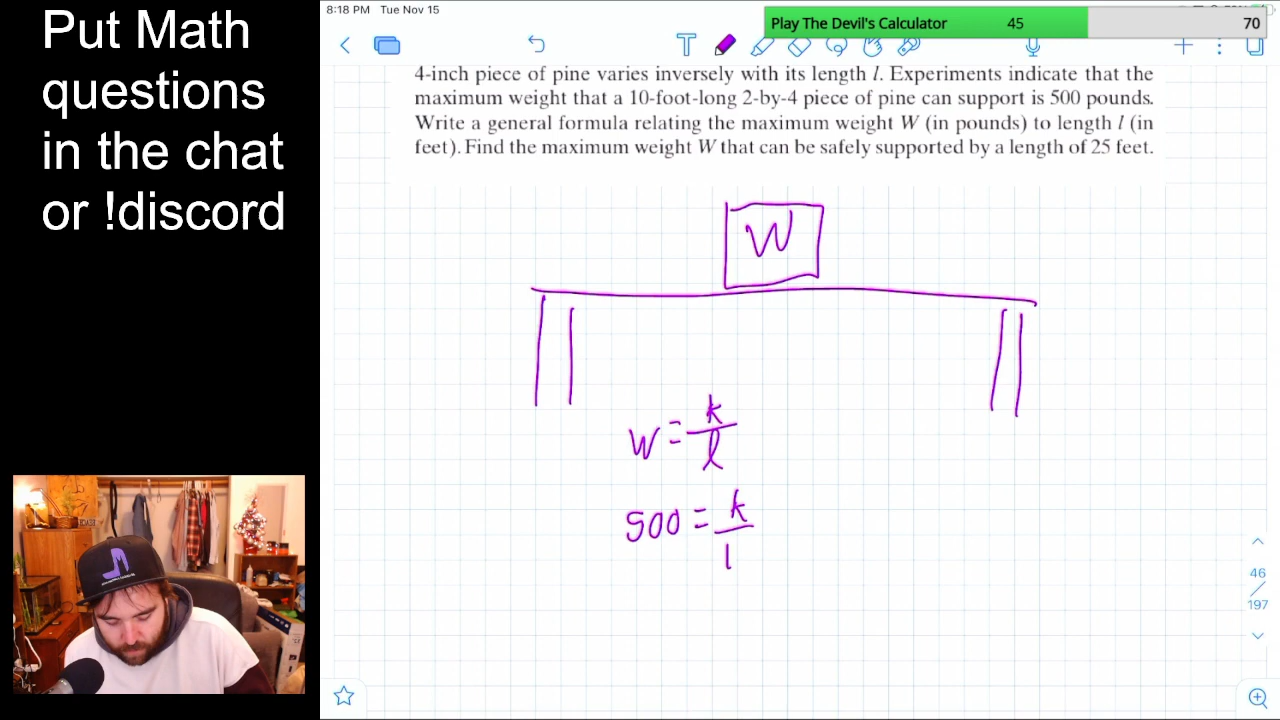 Put Math
questions
in the chat
or !discord
8:18 PM Tue Nov 15
Play The Devil's Calculator 45 70
T
4-inch piece of pine varies inversely with its length l. Experiments indicate that the
maximum weight that a 10-foot-long 2-by-4 piece of pine can support is 500 pounds.
Write a general formula relating the maximum weight W (in pounds) to length l (in
feet). Find the maximum weight W that can be safely supported by a length of 25 feet.
W
W = k/l
500 = k/1
46
/
197